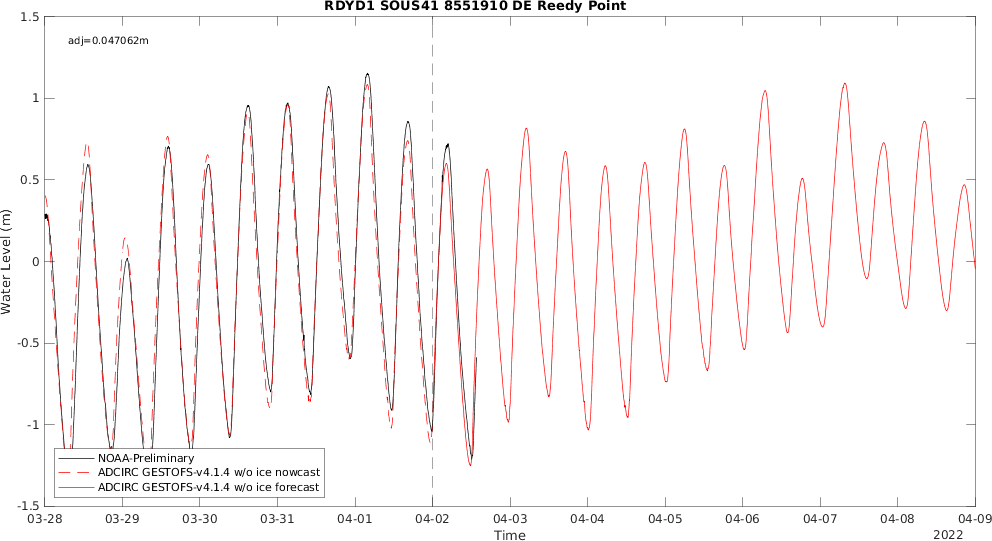 RDYD1 SOUS41 8551910 DE Reedy Point
1.5
adj=0.047062m
1
0.5
0
-0.5
-1
-1.5
Water Level (m)
NOAA-Preliminary
ADCIRC GESTOFS-v4.1.4 w/o ice nowcast
ADCIRC GESTOFS-v4.1.4 w/o ice forecast
03-28 03-29 03-30 03-31 04-01 04-02 04-03 04-04 04-05 04-06 04-07 04-08 04-09
Time
2022